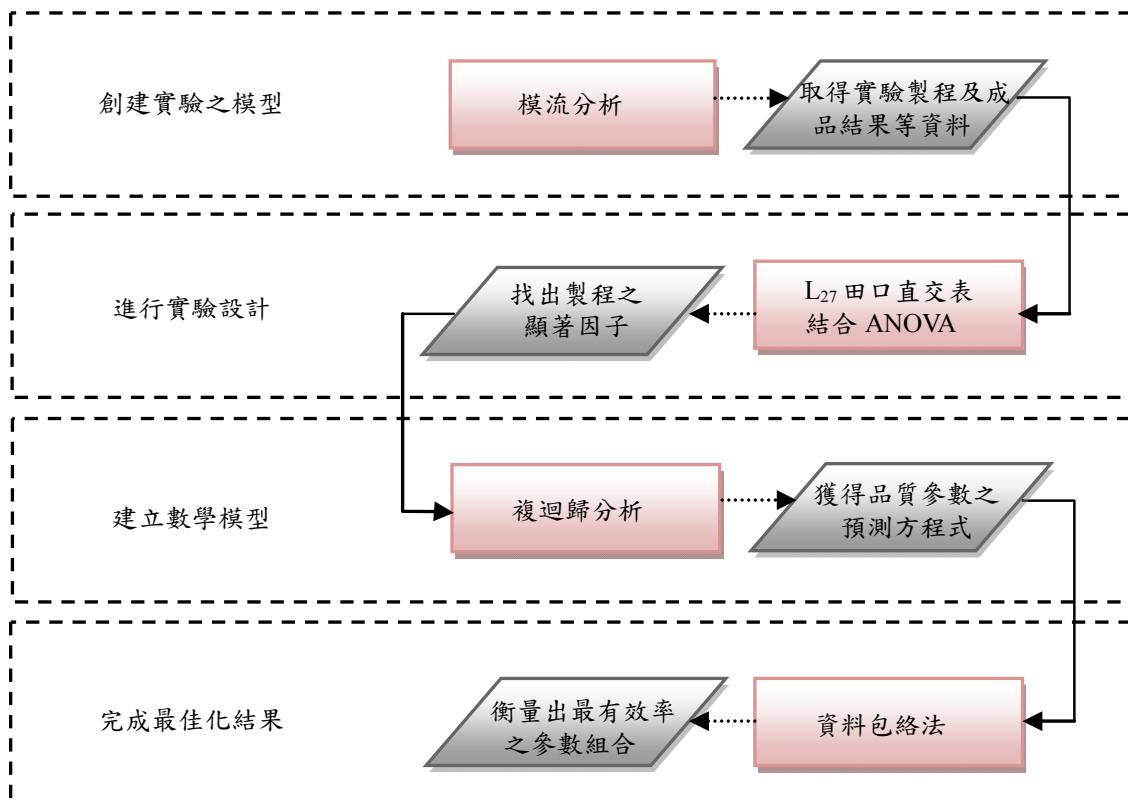 創建實驗之模型
模流分析
取得實驗製程及成
品結果等資料
進行實驗設計
找出製程之
顯著因子
L₂₇ 田口直交表
結合 ANOVA
建立數學模型
複迴歸分析
獲得品質參數之
預測方程式
完成最佳化結果
衡量出最有效率
之參數組合
資料包絡法